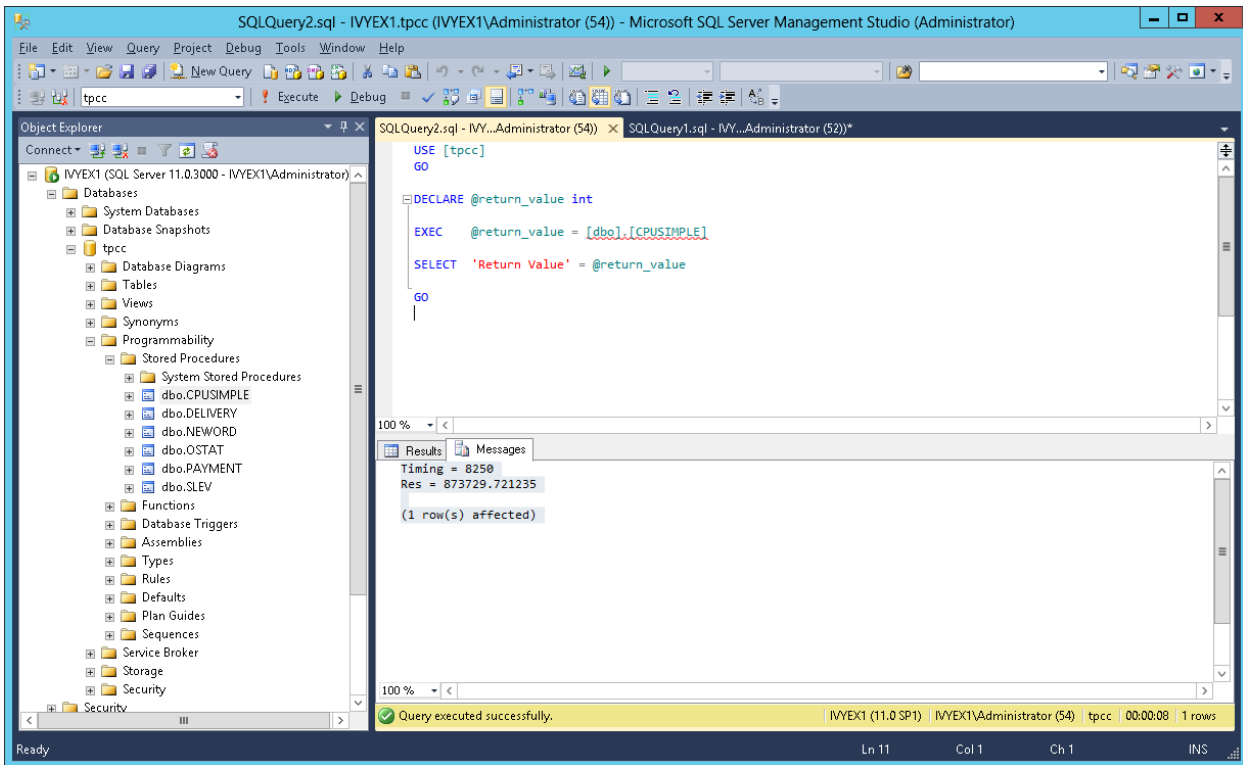 SQLQuery2.sql - IVYEX1.tpcc (IVYEX1\Administrator (54)) - Microsoft SQL Server Management Studio (Administrator)
File Edit View Query Project Debug Tools Window Help
New Query
tpcc Execute Debug
Object Explorer
Connect
IVYEX1 (SQL Server 11.0.3000 - IVYEX1\Administrator)
Databases
System Databases
Database Snapshots
tpcc
Database Diagrams
Tables
Views
Synonyms
Programmability
Stored Procedures
System Stored Procedures
dbo.CPUSIMPLE
dbo.DELIVERY
dbo.NEWORD
dbo.OSTAT
dbo.PAYMENT
dbo.SLEV
Functions
Database Triggers
Assemblies
Types
Rules
Defaults
Plan Guides
Sequences
Service Broker
Storage
Security
Security
SQLQuery2.sql - IVY...Administrator (54)) SQLQuery1.sql - IVY...Administrator (52))*
USE [tpcc]
GO
DECLARE @return_value int
EXEC @return_value = [dbo].[CPUSIMPLE]
SELECT 'Return Value' = @return_value
GO
100 %
Results Messages
Timing = 8250
Res = 873729.721235
(1 row(s) affected)
100 %
Query executed successfully. IVYEX1 (11.0 SP1) IVYEX1\Administrator (54) tpcc 00:00:08 1 rows
Ready Ln 11 Col 1 Ch 1 INS